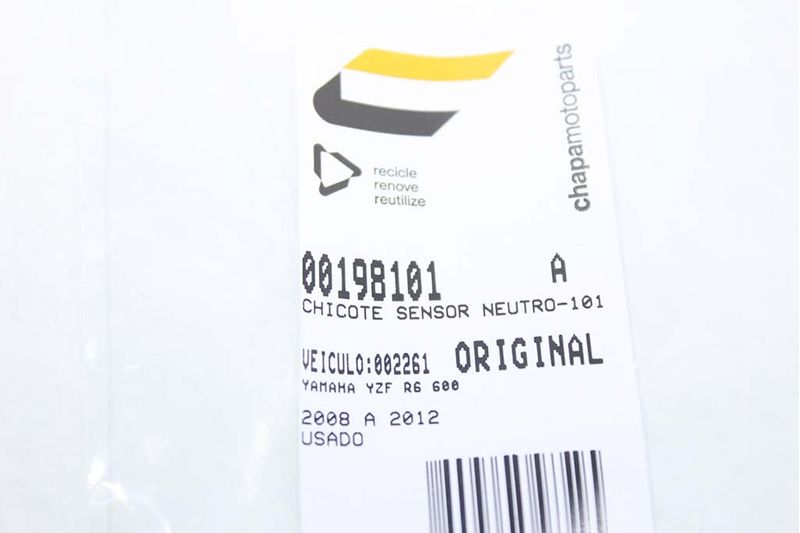 chapamotoparts
recicle
renove
reutilize
00198101 A
CHICOTE SENSOR NEUTRO-101
VEICULO:002261 ORIGINAL
YAMAHA YZF R6 600
2008 A 2012
USADO